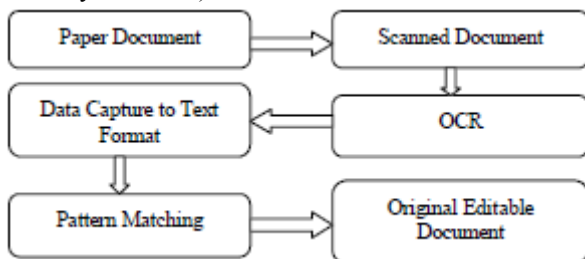 Paper Document
Scanned Document
OCR
Data Capture to Text
Format
Pattern Matching
Original Editable
Document